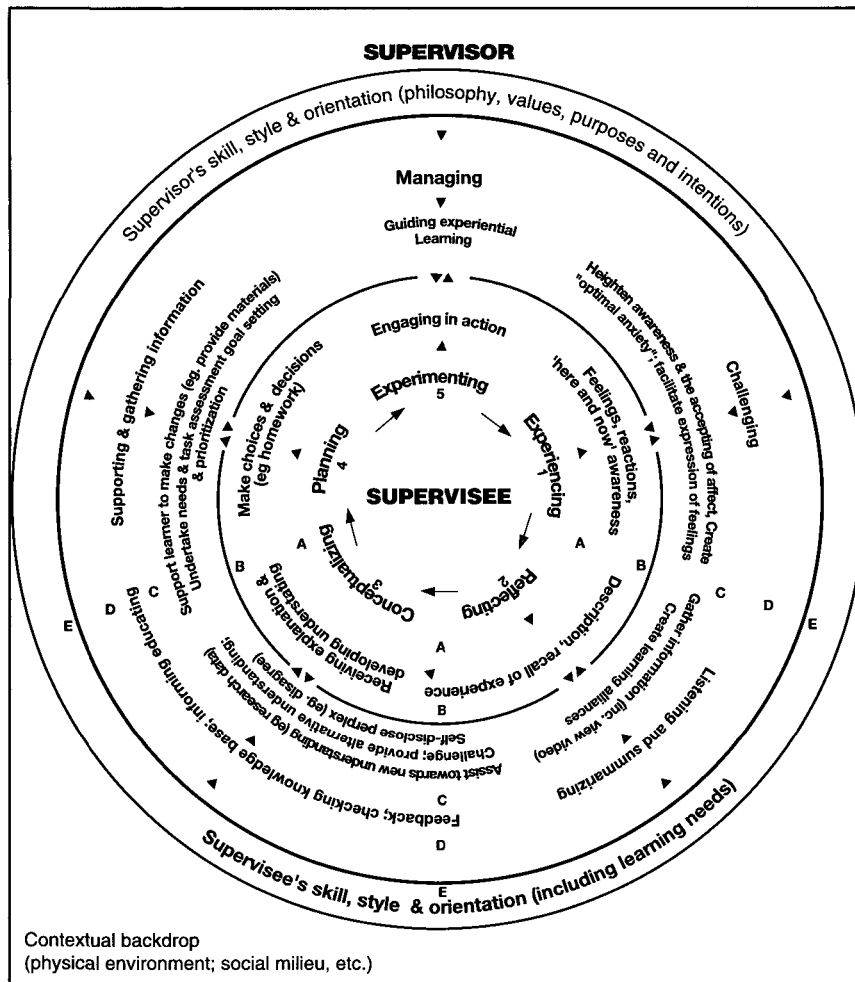 SUPERVISOR
Supervisor's skill, style & orientation (philosophy, values, purposes and intentions)
Managing
Guiding experiential
Learning
Engaging in action
Experimenting
5
Supporting & gathering information
Support learner to make changes (eg. provide materials)
Undertake needs & task assessment goal setting
& prioritization
Make choices & decisions
(eg homework)
Planning
4
Heighten awareness & the accepting of affect, Create
"optimal anxiety"; facilitate expression of feelings
Challenging
Feelings, reactions,
'here and now' awareness
Experiencing
1
SUPERVISEE
Conceptualizing
3
Reflecting
2
A
A
A
B
B
B
C
C
C
D
D
D
E
E
E
Receiving explanation &
developing understating
Description, recall of experience
Gather information (inc. view video)
Create learning alliances
Listening and summarizing
Self-disclose perplex (eg. disagree)
Challenge; provide alternative understanding;
Assist towards new understanding (eg research data)
Feedback; checking knowledge base, informing educating
Supervisee's skill, style & orientation (including learning needs)
Contextual backdrop
(physical environment; social milieu, etc.)